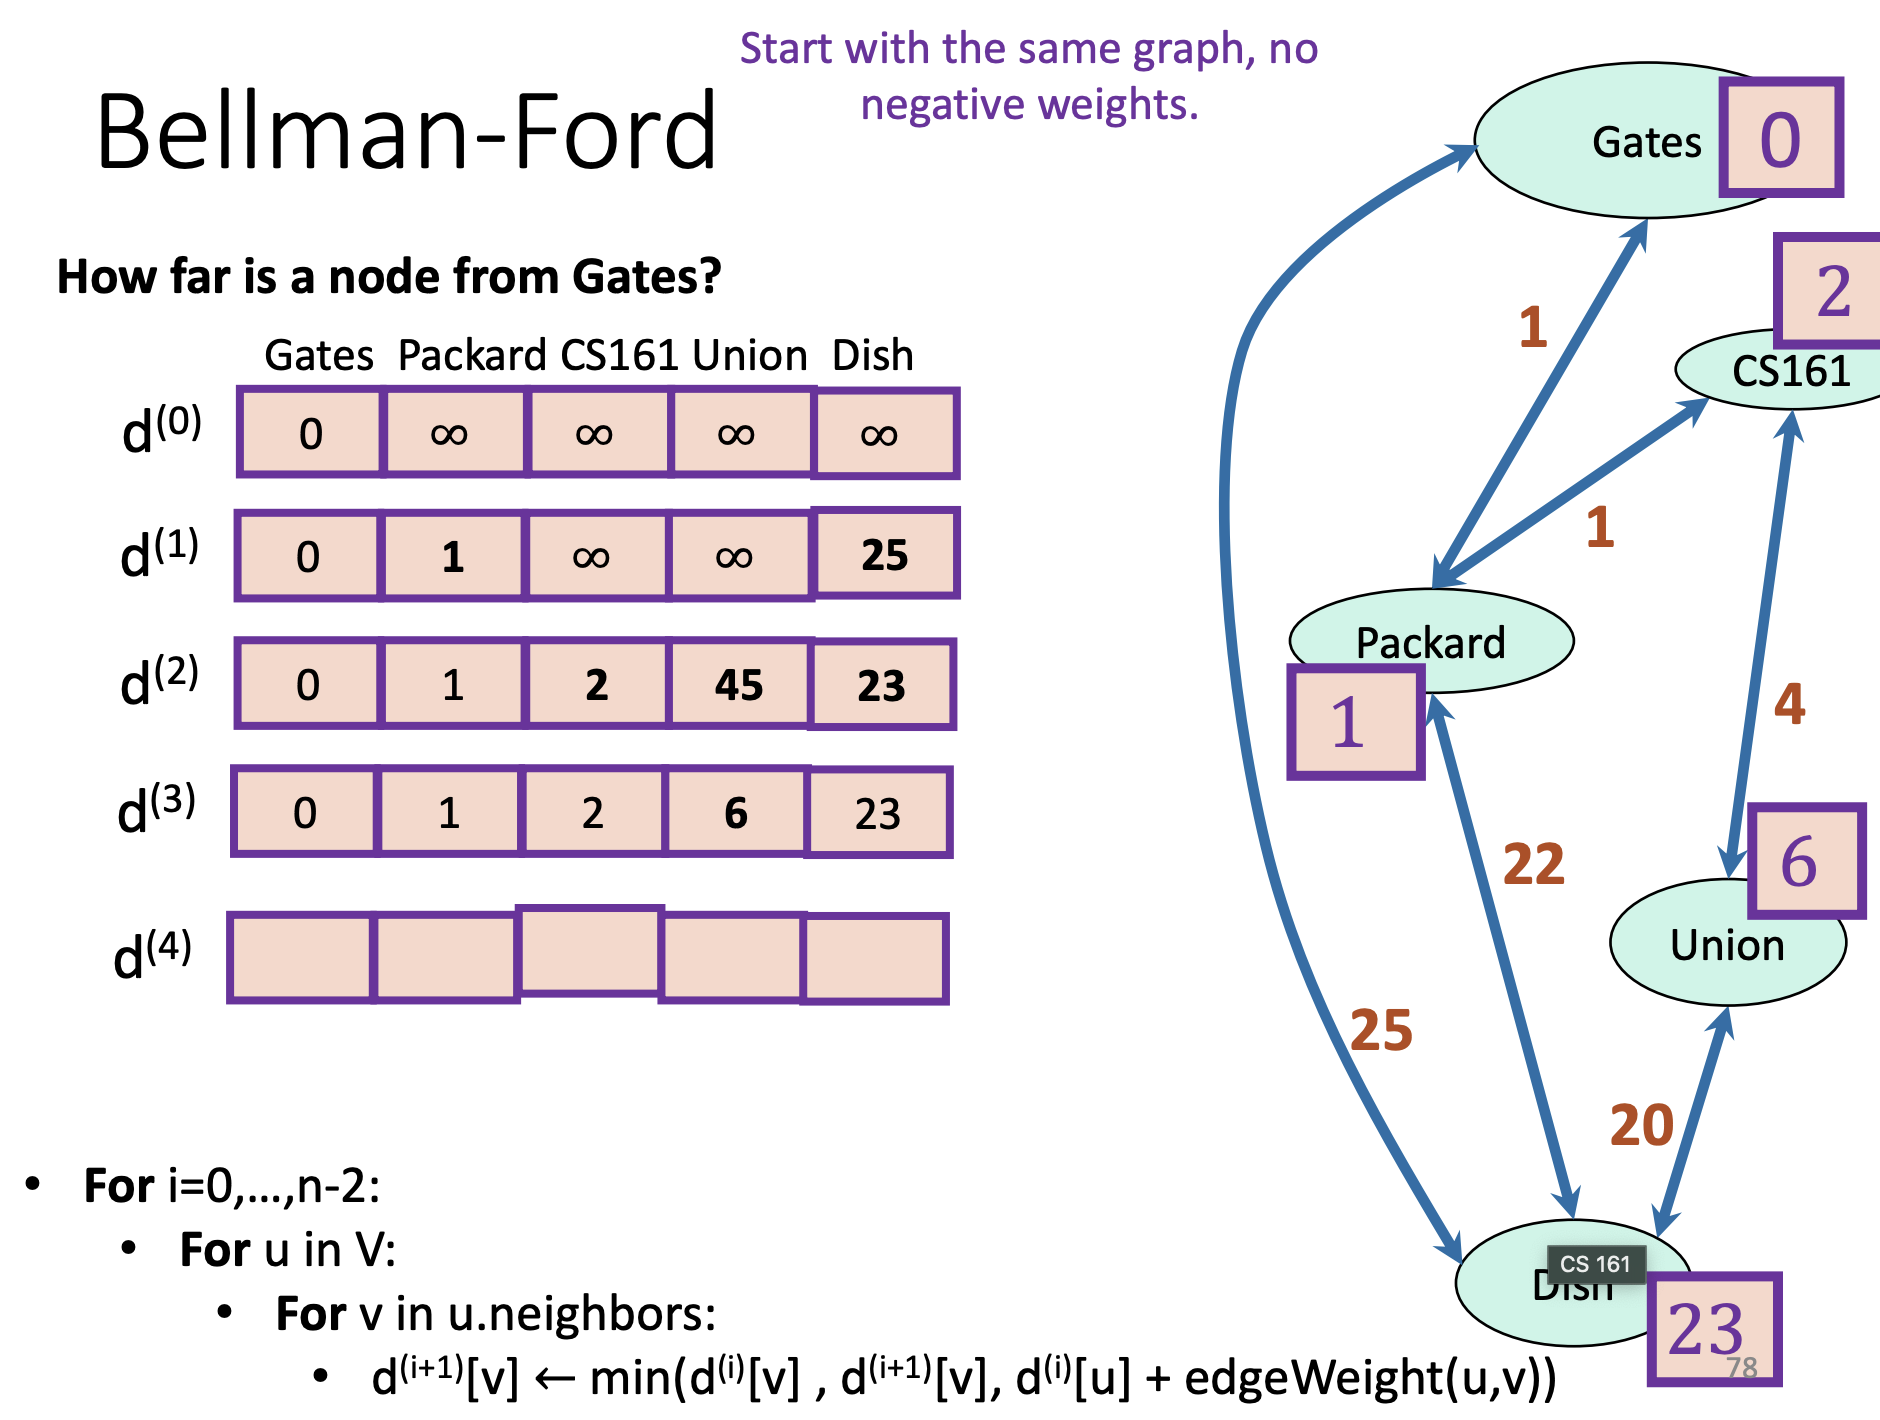 Start with the same graph, no
negative weights.
Bellman-Ford
How far is a node from Gates?
Gates Packard CS161 Union Dish
d(0) 0 ∞ ∞ ∞ ∞
d(1) 0 1 ∞ ∞ 25
d(2) 0 1 2 45 23
d(3) 0 1 2 6 23
d(4)
• For i=0,…,n-2:
• For u in V:
• For v in u.neighbors:
• d(i+1)[v] ← min(d(i)[v] , d(i+1)[v], d(i)[u] + edgeWeight(u,v))
Gates 0
2
CS161
1
1
Packard
1
4
22
6
Union
25
20
CS 161
Dish
23
78